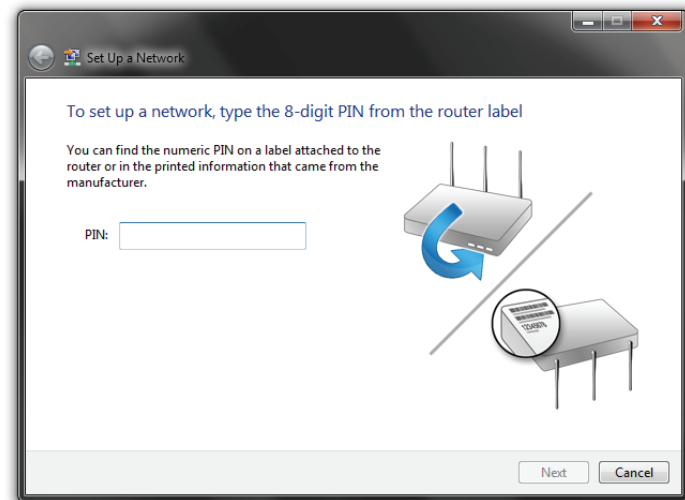 Set Up a Network
To set up a network, type the 8-digit PIN from the router label
You can find the numeric PIN on a label attached to the
router or in the printed information that came from the
manufacturer.
PIN:
12345678
Next
Cancel